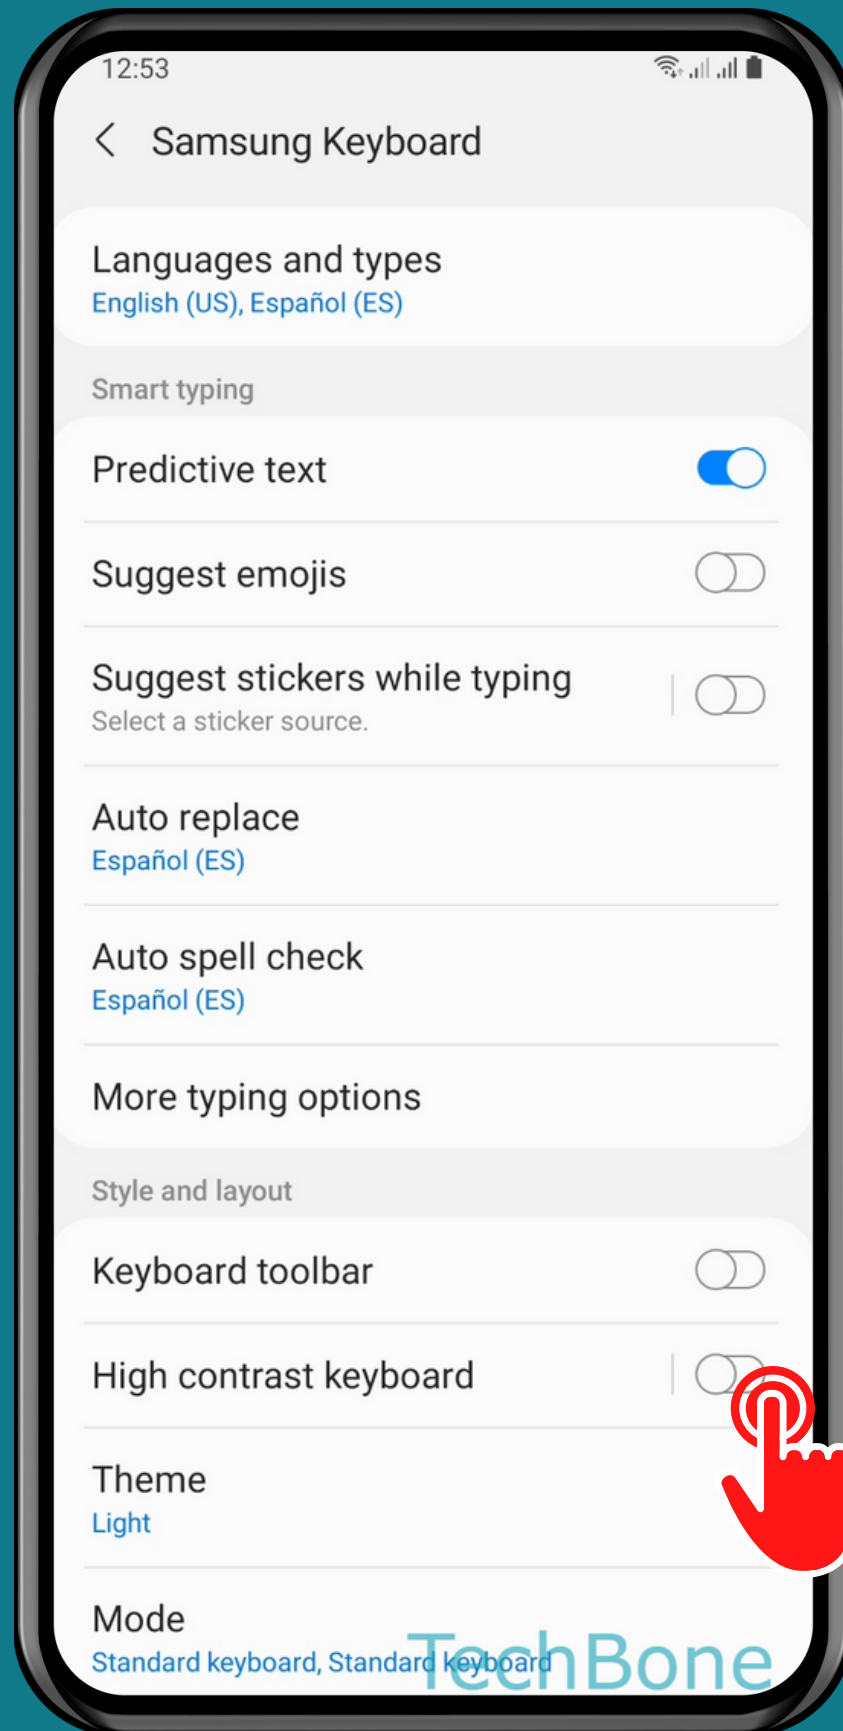 12:53
Samsung Keyboard
Languages and types
English (US), Español (ES)
Smart typing
Predictive text
Suggest emojis
Suggest stickers while typing
Select a sticker source.
Auto replace
Español (ES)
Auto spell check
Español (ES)
More typing options
Style and layout
Keyboard toolbar
High contrast keyboard
Theme
Light
Mode
Standard keyboard, Standard keyboard
TechBone